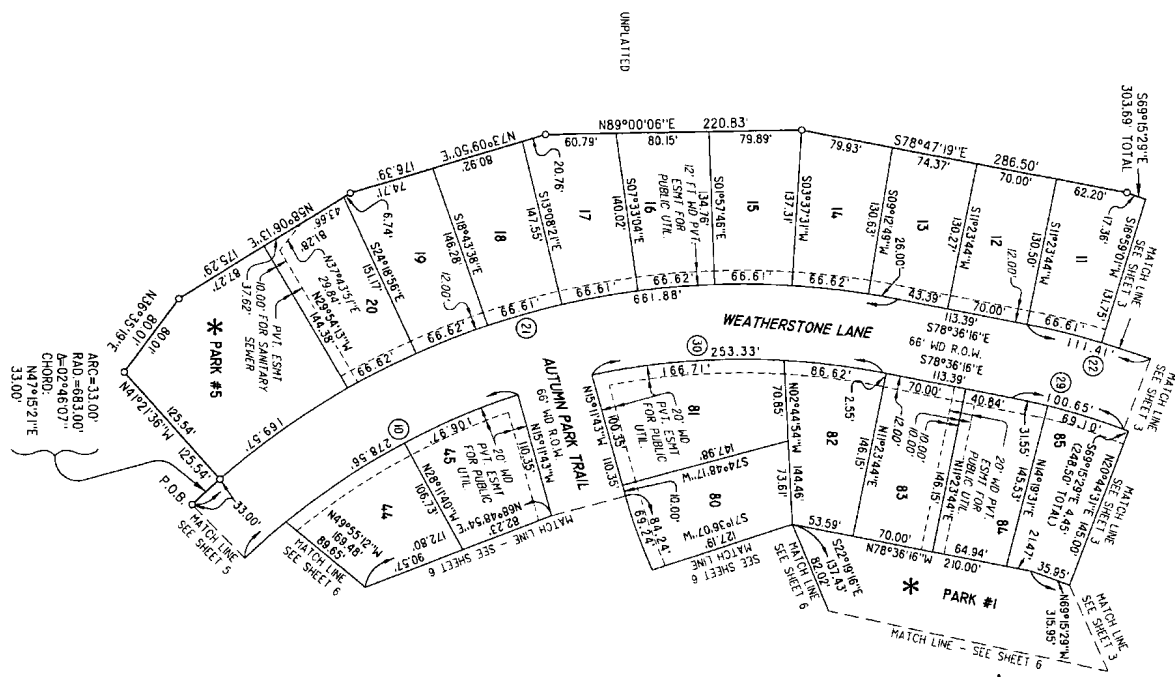 UNPLATTED
S69°15'29"E
303.69' TOTAL
N89°00'06"E
220.83'
60.79'
80.15'
79.89'
S78°47'19"E
286.50'
79.93'
74.37'
70.00'
62.20'
17.36'
S16°59'01"W
131.75'
MATCH LINE
SEE SHEET 3
N73°09'50"E
176.39'
74.71'
80.92'
20.76'
N58°06'13"E
175.29'
43.66'
81.28'
87.27'
6.74'
N36°35'19"E
80.01'
80.01'
20
19
18
17
16
15
14
13
12
11
S24°18'56"E
151.17'
S18°43'38"E
146.28
S13°08'21"E
147.55'
S07°33'04"E
140.02'
S01°57'46"E
134.76'
12' FT WD PVT.
ESMT FOR
PUBLIC UTIL.
S03°37'31"W
137.31'
S09°12'49"W
130.63'
26.00'
S11°23'44"W
130.27'
S11°23'44"W
130.50'
12.00'
12.00'
N37°43'51"E
29.84'
N29°54'13"W
144.38'
10.00' FOR SANITARY
37.62'
PVT. ESMT
SEWER
* PARK #5
N41°21'36"W
125.54'
125.54'
169.57'
69.62'
69.62'
66.61'
66.61'
66.62'
66.61'
66.62'
661.88'
43.39'
70.00'
66.61'
113.39'
111.41'
S78°36'16"E
66' WD R.O.W.
S78°36'16"E
113.39'
WEATHERSTONE LANE
21
22
MATCH LINE
SEE SHEET 3
29
30
10
253.33'
166.71'
86.62'
2.55'
70.00'
40.84'
100.65'
69.10'
12.00'
10.00'
10.00'
31.55'
N20°44'31"E 145.00'
SEE SHEET 3
MATCH LINE
S69°15'29"E 4.45'
(228.50' TOTAL)
85
N14°19'31"E 21.47'
145.53'
84
20' WD PVT.
ESMT FOR
PUBLIC UTIL
N11°23'44"E
146.15'
83
N11°23'44"E
146.15'
82
N02°44'54"W 144.46'
70.85'
73.61'
81
20' WD
PVT. ESMT
FOR PUBLIC
UTIL.
N15°11'43"W
100.35'
110.35'
147.98'
S74°48'17"W
80
S71°36'07"W
127.19'
10.00'
84.24'
69.24'
MATCH LINE
SEE SHEET 6
53.59'
70.00'
64.94'
35.95'
N78°36'16"W
210.00'
S22°19'16"E
137.43'
82.02'
MATCH LINE
SEE SHEET 6
N69°15'29"W
315.95'
* PARK #1
MATCH LINE
SEE SHEET 3
MATCH LINE - SEE SHEET 6
AUTUMN PARK TRAIL
66' WD R.O.W.
N15°11'43"W
110.35'
20' WD
PVT. ESMT
FOR PUBLIC
UTIL.
45
44
106.97'
278.56'
N28°11'40"W
106.73'
N68°48'54"E
82.23'
172.80'
90.57'
MATCH LINE - SEE SHEET 6
N49°55'12"W
169.48'
89.65'
MATCH LINE
SEE SHEET 6
33.00'
P.O.B.
MATCH LINE
SEE SHEET 5
ARC=33.00'
RAD.=683.00'
Δ=02°46'07"
CHORD:
N47°15'21"E
33.00'